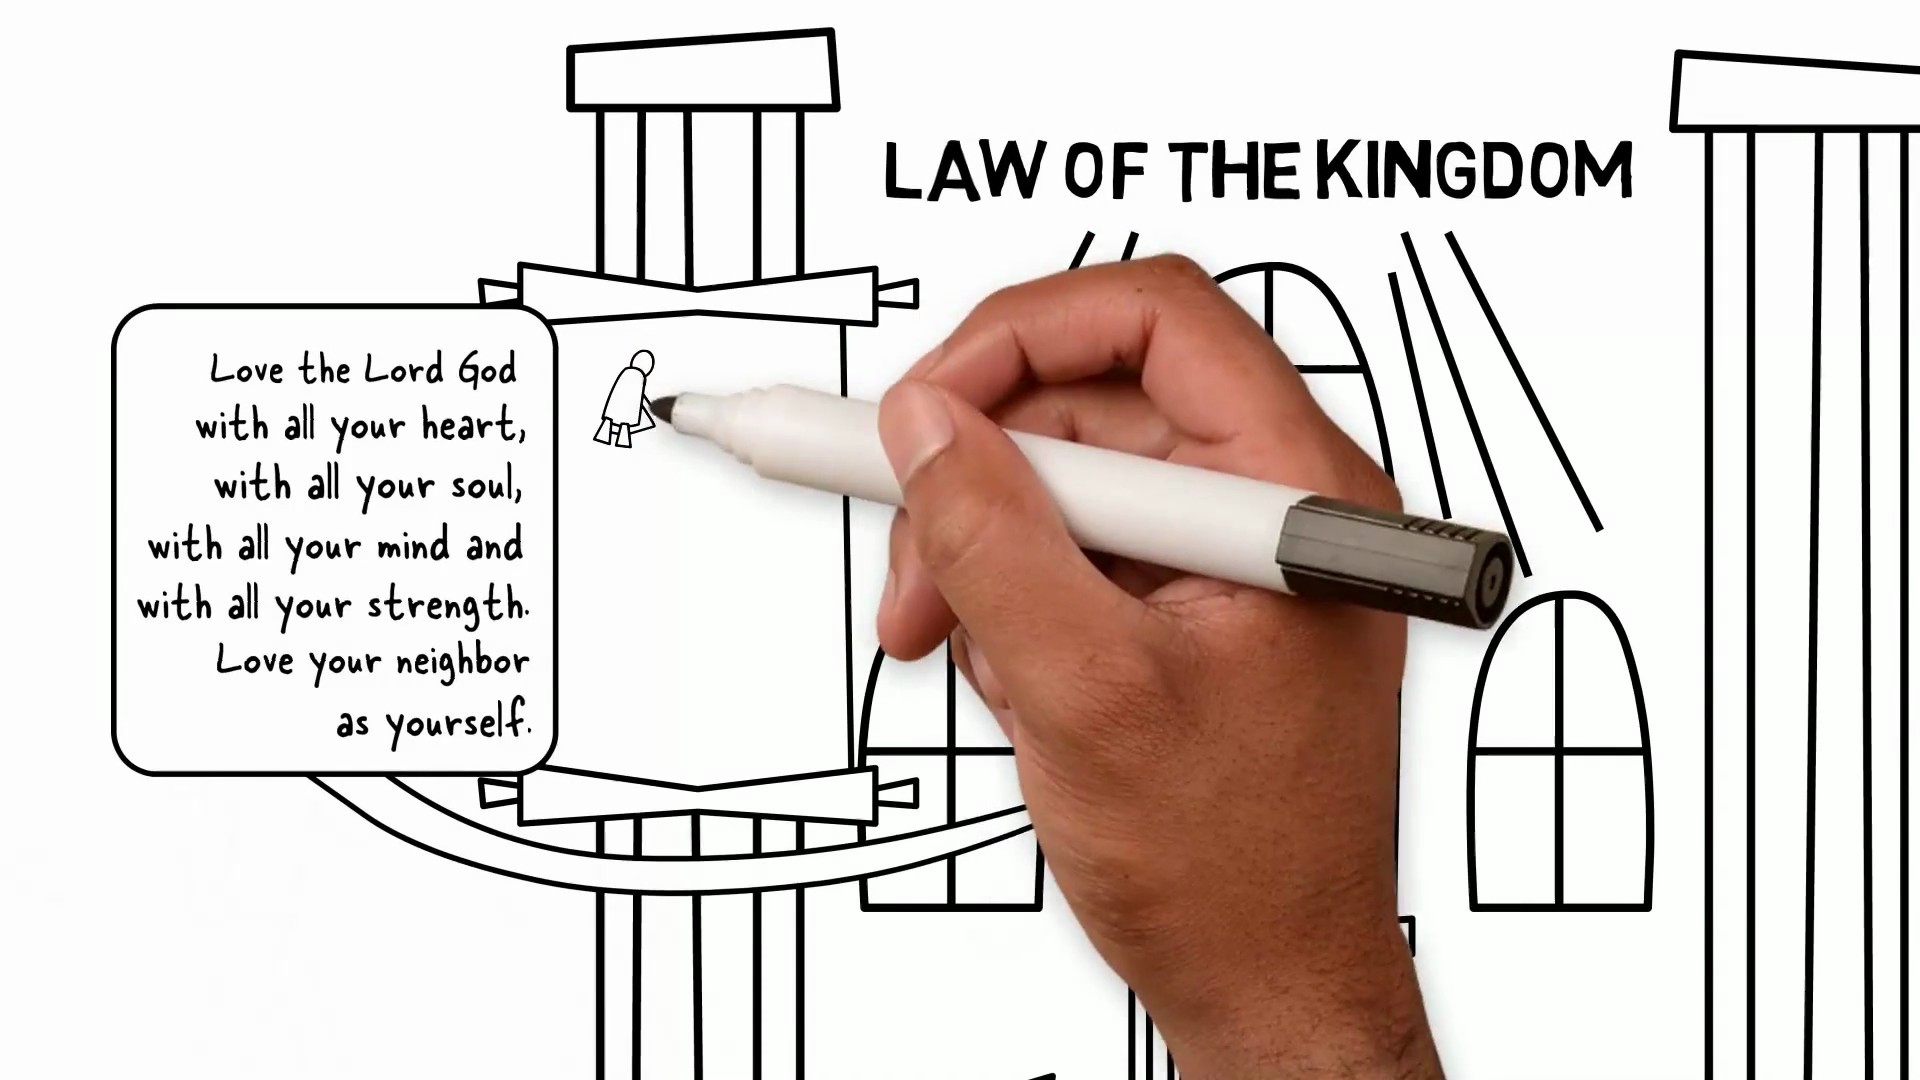 LAW OF THE KINGDOM
Love the Lord God
with all your heart,
with all your soul,
with all your mind and
with all your strength.
Love your neighbor
as yourself.